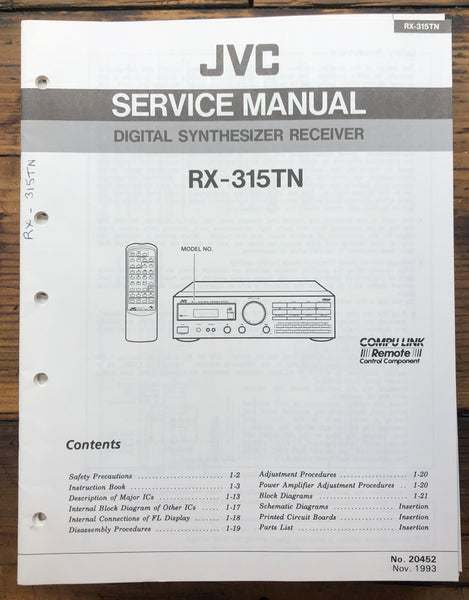 RX-315TN
JVC
SERVICE MANUAL
DIGITAL SYNTHESIZER RECEIVER
RX-315TN
RX - 315TN
MODEL NO.
JVC
JVC
COMPU LINK
Remote
Control Component
Contents
Safety Precautions 1-2
Instruction Book 1-3
Description of Major ICs 1-13
Internal Block Diagram of Other ICs 1-17
Internal Connections of FL Display 1-18
Disassembly Procedures 1-19
Adjustment Procedures 1-20
Power Amplifier Adjustment Procedures 1-20
Block Diagrams 1-21
Schematic Diagrams Insertion
Printed Circuit Boards Insertion
Parts List Insertion
No. 20452
Nov. 1993